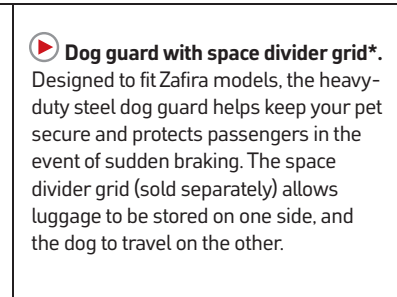 Dog guard with space divider grid*.
Designed to fit Zafira models, the heavy-
duty steel dog guard helps keep your pet
secure and protects passengers in the
event of sudden braking. The space
divider grid (sold separately) allows
luggage to be stored on one side, and
the dog to travel on the other.